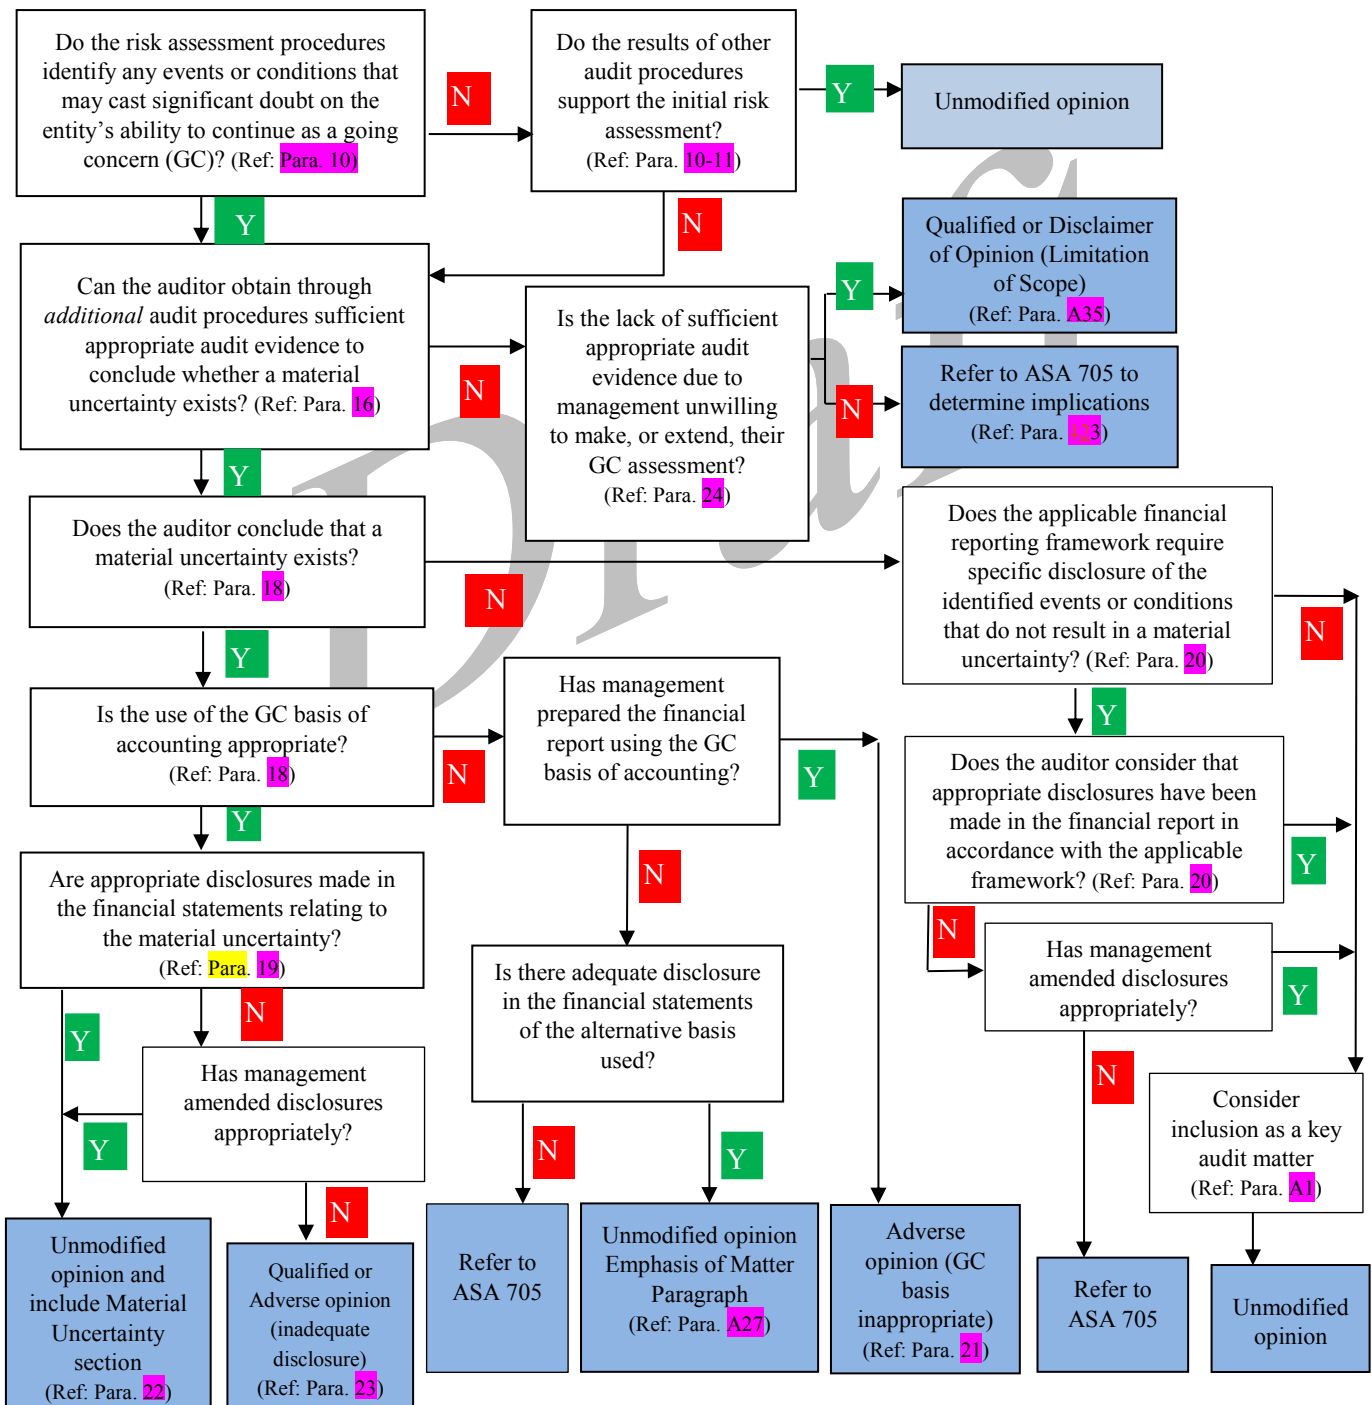 Do the risk assessment procedures
identify any events or conditions that
may cast significant doubt on the
entity’s ability to continue as a going
concern (GC)? (Ref: Para. 10)
N
Do the results of other
audit procedures
support the initial risk
assessment?
(Ref: Para. 10-11)
Y
Unmodified opinion
Y
N
Can the auditor obtain through
additional audit procedures sufficient
appropriate audit evidence to
conclude whether a material
uncertainty exists? (Ref: Para. 16)
N
Is the lack of sufficient
appropriate audit
evidence due to
management unwilling
to make, or extend, their
GC assessment?
(Ref: Para. 24)
Y
Qualified or Disclaimer
of Opinion (Limitation
of Scope)
(Ref: Para. A35)
N
Refer to ASA 705 to
determine implications
(Ref: Para. 423)
Y
Does the auditor conclude that a
material uncertainty exists?
(Ref: Para. 18)
N
Does the applicable financial
reporting framework require
specific disclosure of the
identified events or conditions
that do not result in a material
uncertainty? (Ref: Para. 20)
N
Y
Y
Is the use of the GC basis of
accounting appropriate?
(Ref: Para. 18)
N
Has management
prepared the financial
report using the GC
basis of accounting?
Y
Does the auditor consider that
appropriate disclosures have been
made in the financial report in
accordance with the applicable
framework? (Ref: Para. 20)
Y
Y
Are appropriate disclosures made in
the financial statements relating to
the material uncertainty?
(Ref: Para. 19)
N
Is there adequate disclosure
in the financial statements
of the alternative basis
used?
N
Has management
amended disclosures
appropriately?
Y
Y
N
Has management
amended disclosures
appropriately?
Y
N
N
Y
N
Consider
inclusion as a key
audit matter
(Ref: Para. A1)
Unmodified
opinion and
include Material
Uncertainty
section
(Ref: Para. 22)
Qualified or
Adverse opinion
(inadequate
disclosure)
(Ref: Para. 23)
Refer to
ASA 705
Unmodified opinion
Emphasis of Matter
Paragraph
(Ref: Para. A27)
Adverse
opinion (GC
basis
inappropriate)
(Ref: Para. 21)
Refer to
ASA 705
Unmodified
opinion
Draft